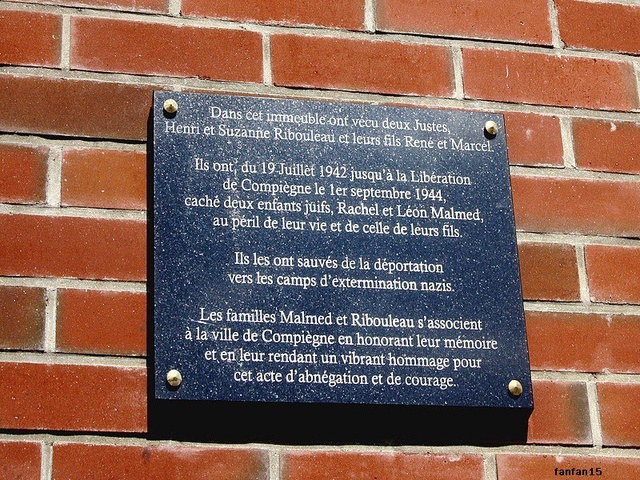 Dans cet immeuble ont vécu deux Justes,
Henri et Suzanne Ribouleau et leurs fils René et Marcel.
Ils ont, du 19 Juillet 1942 jusqu'à la Libération
de Compiègne le 1er septembre 1944,
caché deux enfants juifs, Rachel et Léon Malmed,
au péril de leur vie et de celle de leurs fils.
Ils les ont sauvés de la déportation
vers les camps d'extermination nazis.
Les familles Malmed et Ribouleau s'associent
à la ville de Compiègne en honorant leur mémoire
et en leur rendant un vibrant hommage pour
cet acte d'abnégation et de courage.
fanfan15